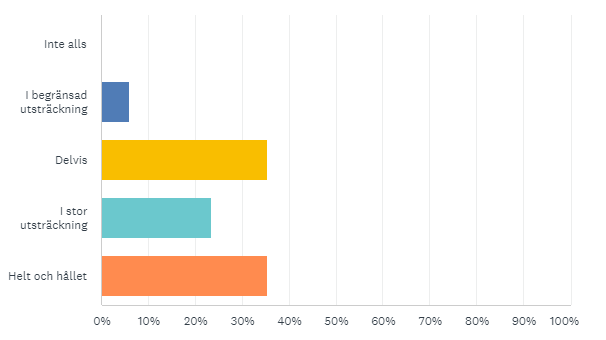 Inte alls
I begränsad
utsträckning
Delvis
I stor
utsträckning
Helt och hållet
0% 10% 20% 30% 40% 50% 60% 70% 80% 90% 100%